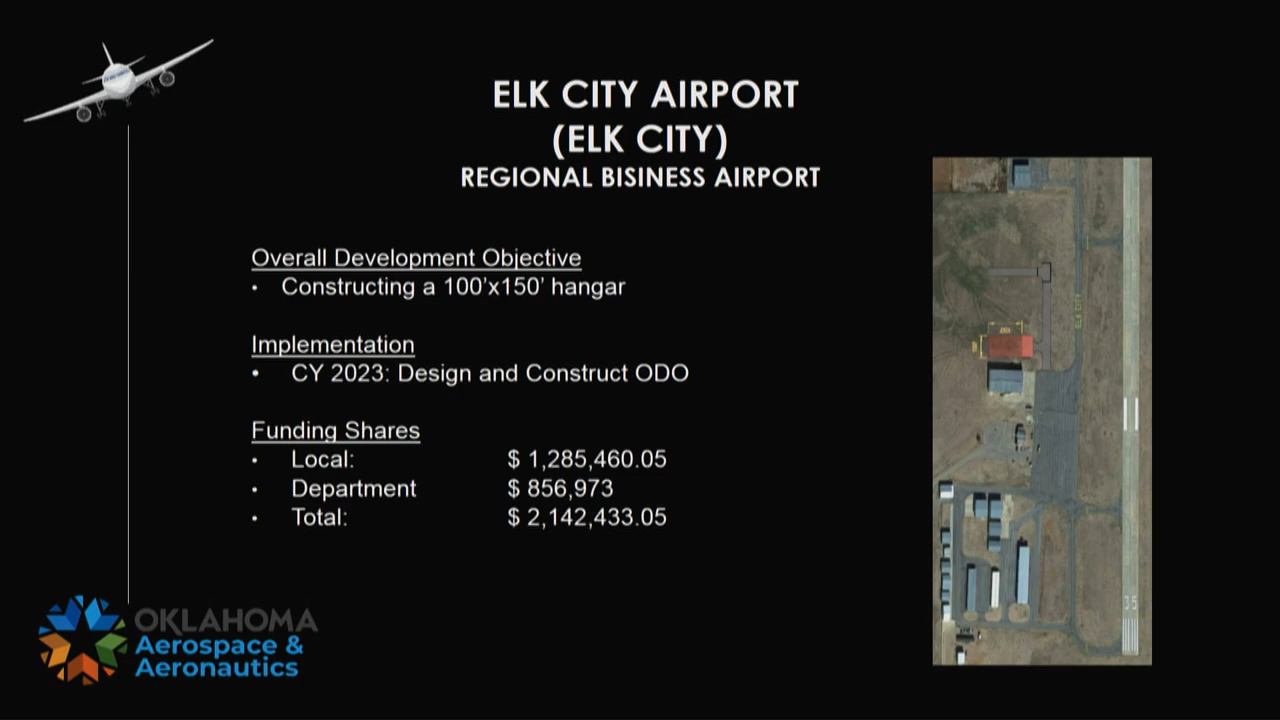 ELK CITY AIRPORT
(ELK CITY)
REGIONAL BISINESS AIRPORT
Overall Development Objective
• Constructing a 100’x150’ hangar
Implementation
• CY 2023: Design and Construct ODO
Funding Shares
• Local: $ 1,285,460.05
• Department $ 856,973
• Total: $ 2,142,433.05
ELK CITY
OKLAHOMA
Aerospace &
Aeronautics